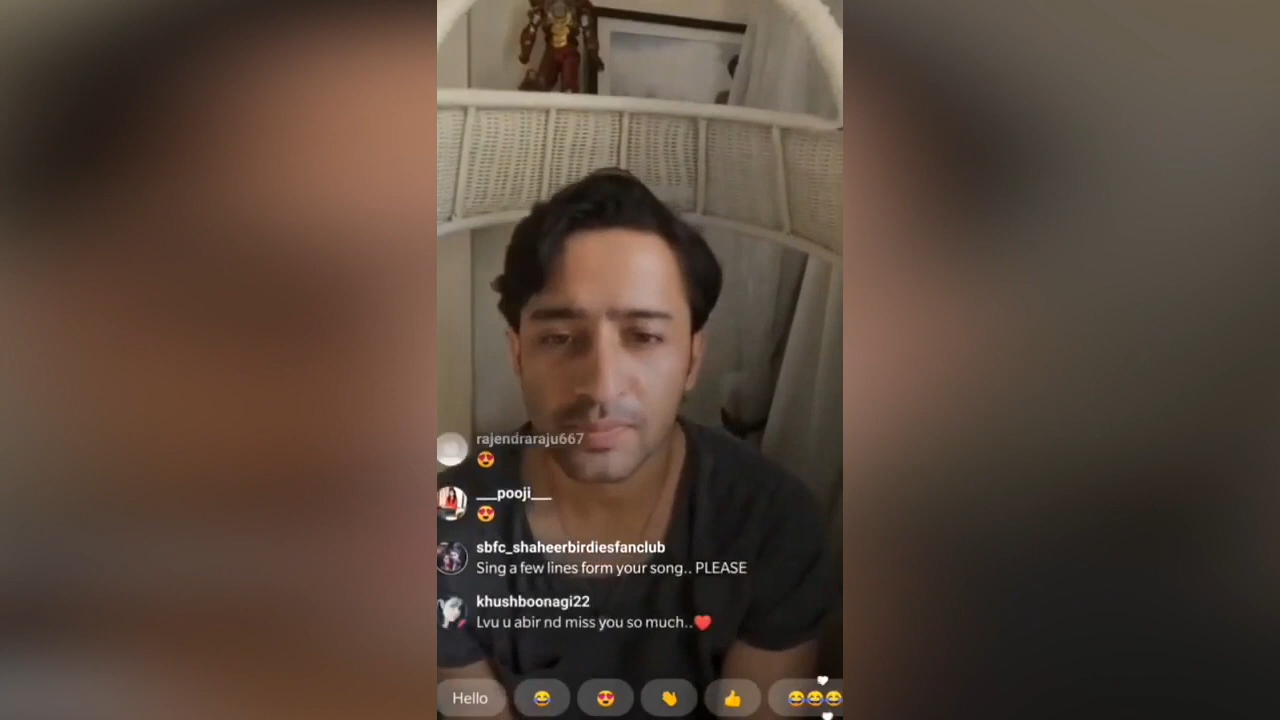 rajendraraju667
😍
___pooji___
😍
sbfc_shaheerbirdiesfanclub
Sing a few lines form your song.. PLEASE
khushboonagi22
Lvu u abir nd miss you so much..❤️
Hello 😂 😍 👏 👍 😂😂😂